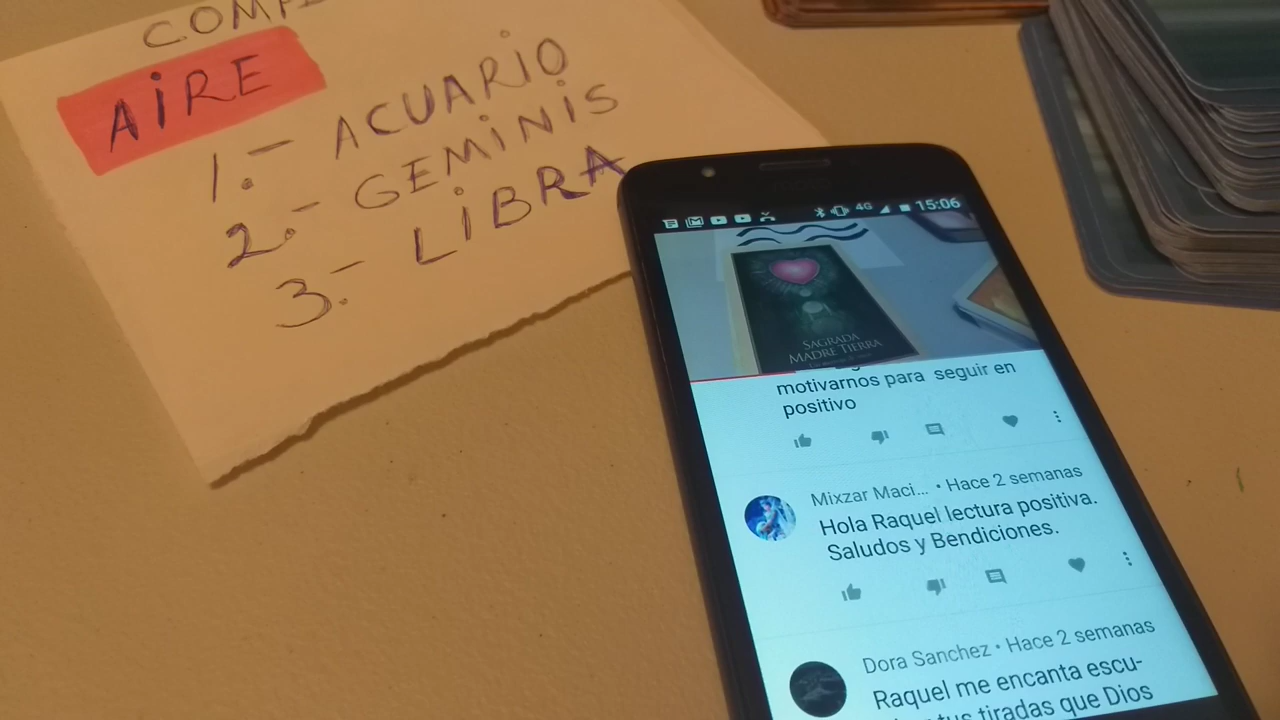 AIRE
1.- ACUARIO
2.- GEMINIS
3.- LIBRA
4G 15:06
SAGRADA
MADRE TIERRA
motivarnos para seguir en
positivo
Mixzar Maci... • Hace 2 semanas
Hola Raquel lectura positiva.
Saludos y Bendiciones.
Dora Sanchez • Hace 2 semanas
Raquel me encanta escu-
tus tiradas que Dios